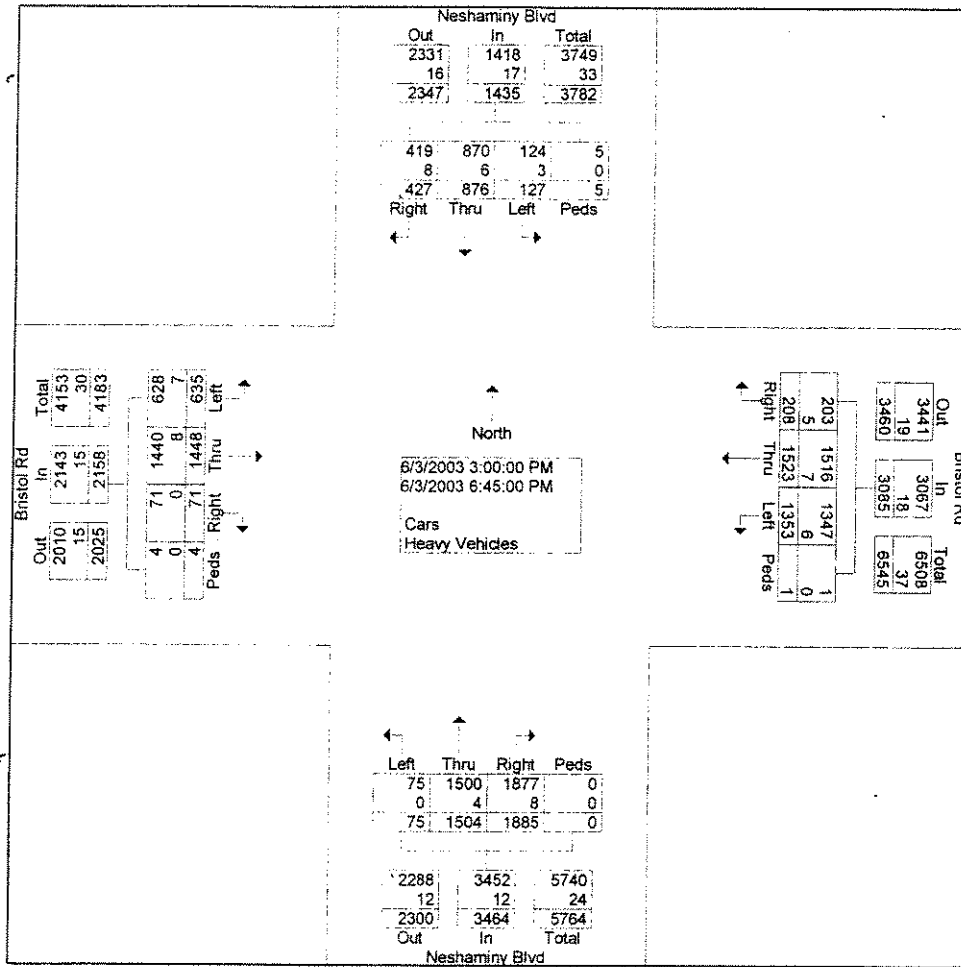 Neshaminy Blvd
Out In Total
2331 1418 3749
16 17 33
2347 1435 3782
419 870 124 5
8 6 3 0
427 876 127 5
Right Thru Left Peds
Bristol Rd
Total In Out
4153 2143 2010
30 15 15
4183 2158 2025
628 1440 71 4
7 8 0 0
635 1448 71 4
Left Thru Right Peds
North
6/3/2003 3:00:00 PM
6/3/2003 6:45:00 PM
Cars
Heavy Vehicles
Bristol Rd
Out In Total
3441 3067 6508
19 18 37
3460 3085 6545
203 1516 1347 1
5 7 6 0
208 1523 1353 1
Right Thru Left Peds
Left Thru Right Peds
75 1500 1877 0
0 4 8 0
75 1504 1885 0
2288 3452 5740
12 12 24
2300 3464 5764
Out In Total
Neshaminy Blvd